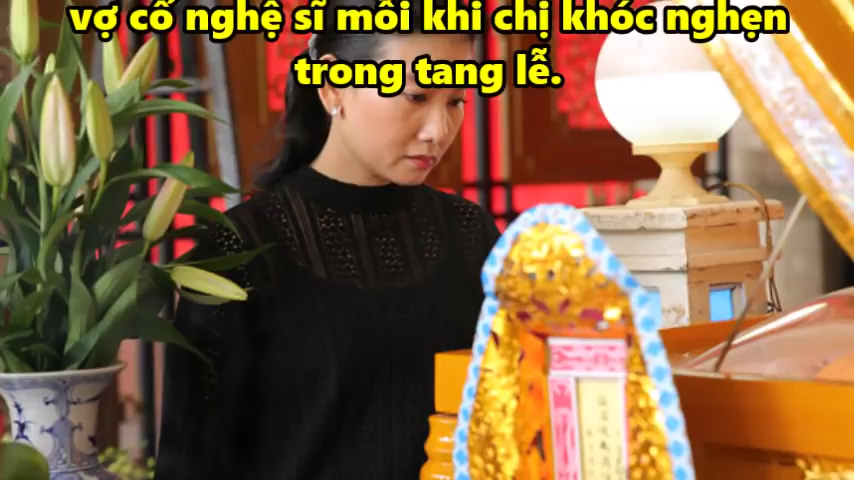 vợ cố nghệ sĩ mỗi khi chị khóc nghẹn
trong tang lễ.